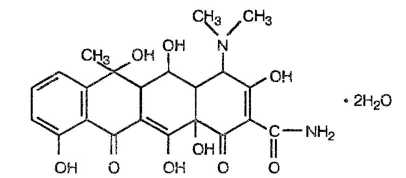 CH₃ CH₃
N
CH₃ OH OH
OH
· 2H₂O
C NH₂
OH
OH O OH O O